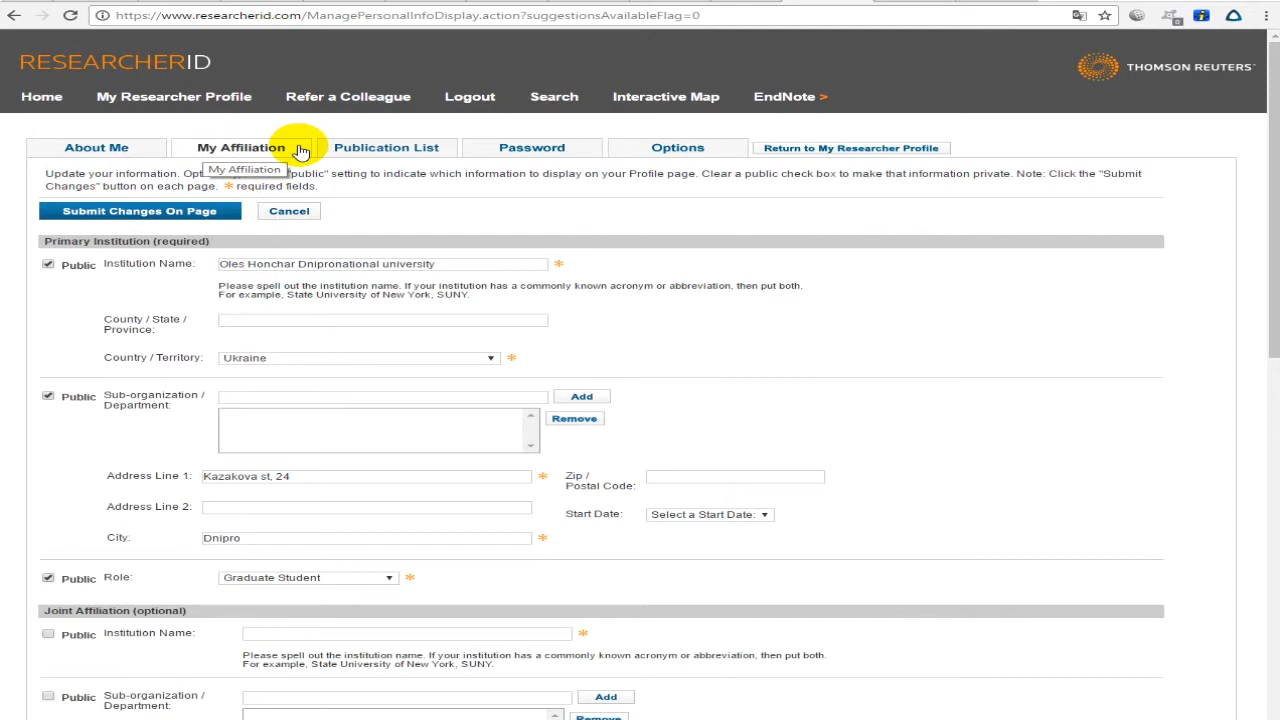 https://www.researcherid.com/ManagePersonalInfoDisplay.action?suggestionsAvailableFlag=0
RESEARCHERID
THOMSON REUTERS
Home My Researcher Profile Refer a Colleague Logout Search Interactive Map EndNote >
About Me My Affiliation Publication List Password Options Return to My Researcher Profile
My Affiliation
Update your information. Opt "public" setting to indicate which information to display on your Profile page. Clear a public check box to make that information private. Note: Click the "Submit
Changes" button on each page. * required fields.
Submit Changes On Page Cancel
Primary Institution (required)
Public Institution Name: Oles Honchar Dnipronational university *
Please spell out the institution name. If your institution has a commonly known acronym or abbreviation, then put both.
For example, State University of New York, SUNY.
County / State /
Province:
Country / Territory: Ukraine *
Public Sub-organization /
Department: Add
Remove
Address Line 1: Kazakova st, 24 * Zip /
Postal Code:
Address Line 2: Start Date: Select a Start Date:
City: Dnipro *
Public Role: Graduate Student *
Joint Affiliation (optional)
Public Institution Name: *
Please spell out the institution name. If your institution has a commonly known acronym or abbreviation, then put both.
For example, State University of New York, SUNY.
Public Sub-organization /
Department: Add
Remove